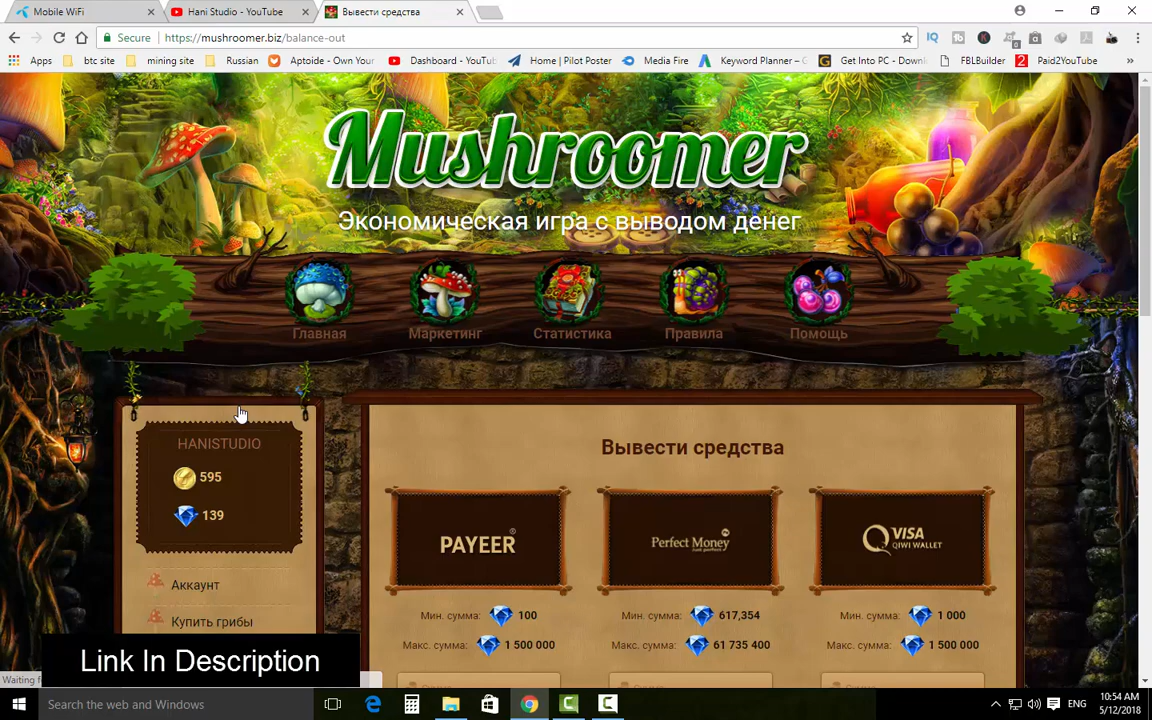 Mobile WiFi
Hani Studio - YouTube
Вывести средства
Secure
https://mushroomer.biz/balance-out
Apps
btc site
mining site
Russian
Aptoide - Own Your
Dashboard - YouTub
Home | Pilot Poster
Media Fire
Keyword Planner –
Get Into PC - Down
FBLBuilder
Paid2YouTube
Mushroomer
Экономическая игра с выводом денег
Главная
Маркетинг
Статистика
Правила
Помощь
HANISTUDIO
595
139
Аккаунт
Купить грибы
Вывести средства
PAYEER
Perfect Money
VISA
QIWI WALLET
Мин. сумма: 100
Макс. сумма: 1 500 000
Мин. сумма: 617,354
Макс. сумма: 61 735 400
Мин. сумма: 1 000
Макс. сумма: 1 500 000
Link In Description
Waiting fo
Search the web and Windows
ENG
10:54 AM
5/12/2018